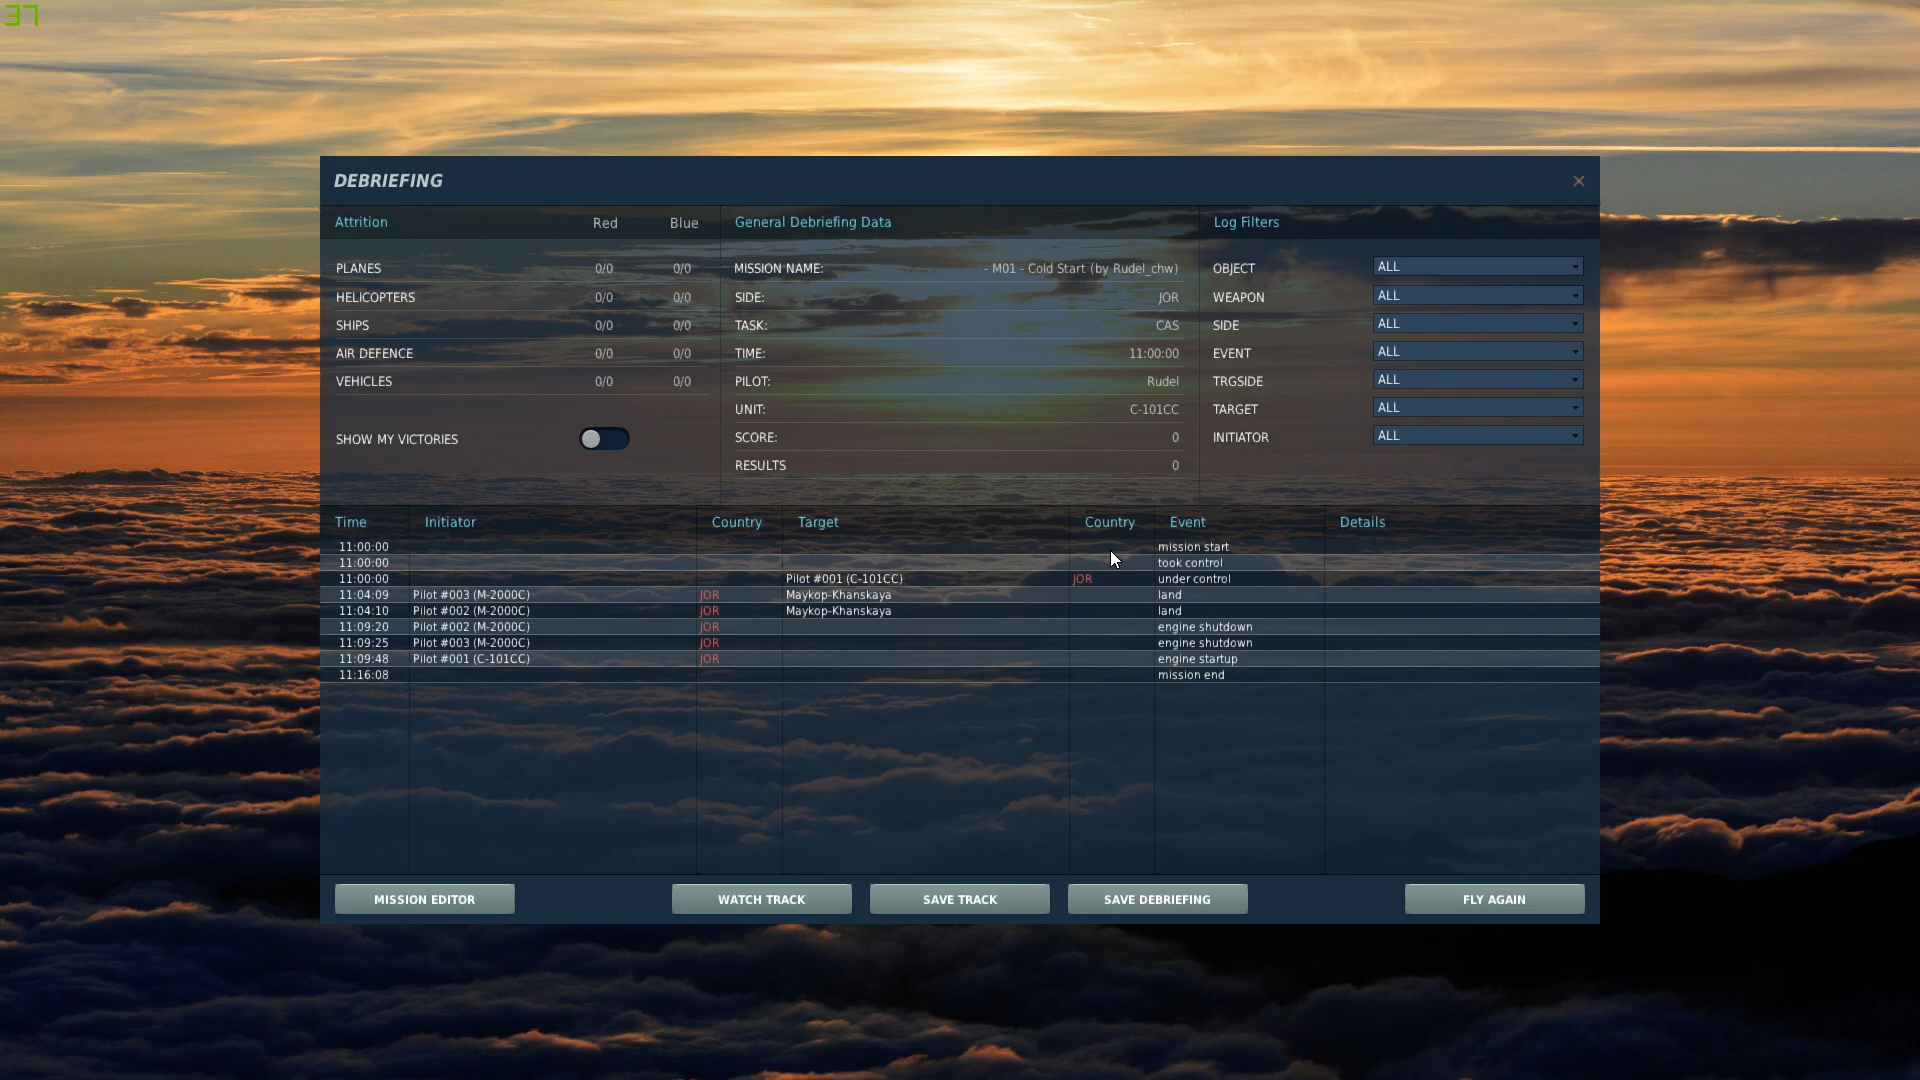 37
DEBRIEFING
×
Attrition Red Blue
PLANES 0/0 0/0
HELICOPTERS 0/0 0/0
SHIPS 0/0 0/0
AIR DEFENCE 0/0 0/0
VEHICLES 0/0 0/0
SHOW MY VICTORIES
General Debriefing Data
MISSION NAME: - M01 - Cold Start (by Rudel_chw)
SIDE: JOR
TASK: CAS
TIME: 11:00:00
PILOT: Rudel
UNIT: C-101CC
SCORE: 0
RESULTS 0
Log Filters
OBJECT ALL
WEAPON ALL
SIDE ALL
EVENT ALL
TRGSIDE ALL
TARGET ALL
INITIATOR ALL
Time Initiator Country Target Country Event Details
11:00:00 mission start
11:00:00 took control
11:00:00 Pilot #001 (C-101CC) JOR under control
11:04:09 Pilot #003 (M-2000C) JOR Maykop-Khanskaya land
11:04:10 Pilot #002 (M-2000C) JOR Maykop-Khanskaya land
11:09:20 Pilot #002 (M-2000C) JOR engine shutdown
11:09:25 Pilot #003 (M-2000C) JOR engine shutdown
11:09:48 Pilot #001 (C-101CC) JOR engine startup
11:16:08 mission end
MISSION EDITOR WATCH TRACK SAVE TRACK SAVE DEBRIEFING FLY AGAIN